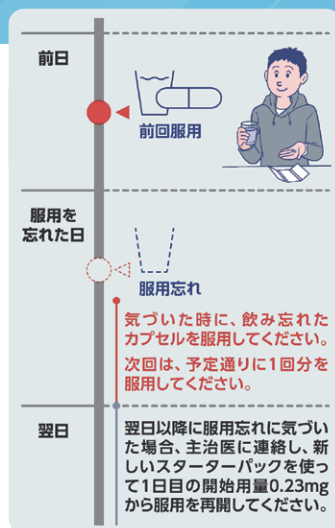 前日
前回服用
服用を
忘れた日
服用忘れ
気づいた時に、飲み忘れた
カプセルを服用してください。
次回は、予定通りに1回分を
服用してください。
翌日
翌日以降に服用忘れに気づい
た場合、主治医に連絡し、新
しいスターターパックを使っ
て1日目の開始用量0.23mg
から服用を再開してください。